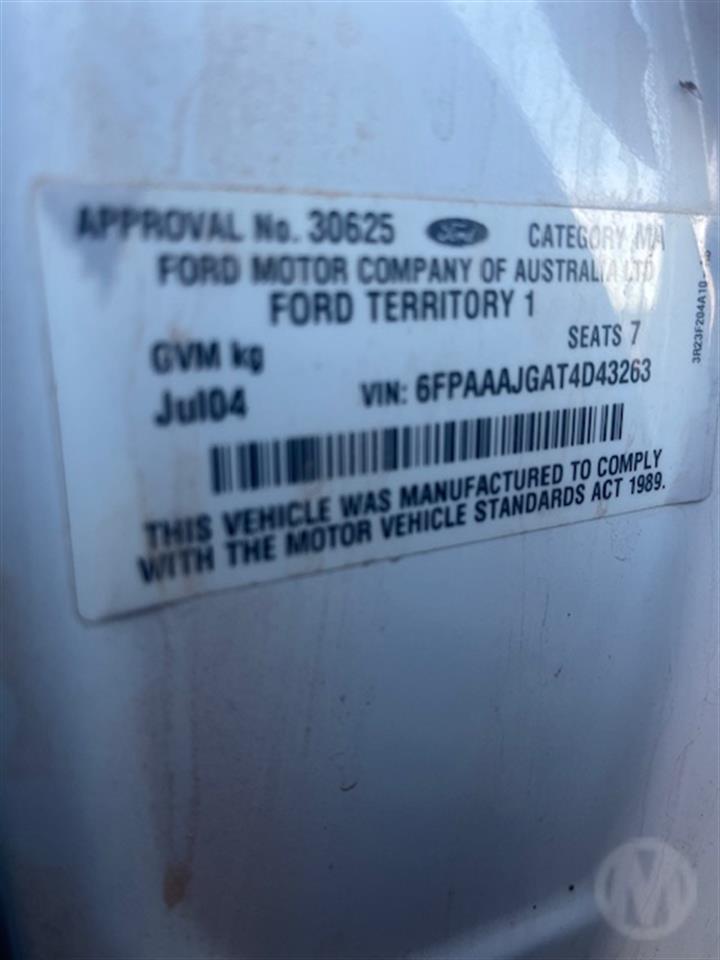 APPROVAL No. 30625 Ford CATEGORY MA
FORD MOTOR COMPANY OF AUSTRALIA LTD
FORD TERRITORY 1
GVM kg SEATS 7
Jul04 VIN: 6FPAAAJGAT4D43263
THIS VEHICLE WAS MANUFACTURED TO COMPLY
WITH THE MOTOR VEHICLE STANDARDS ACT 1989.
3R23F204A10
M